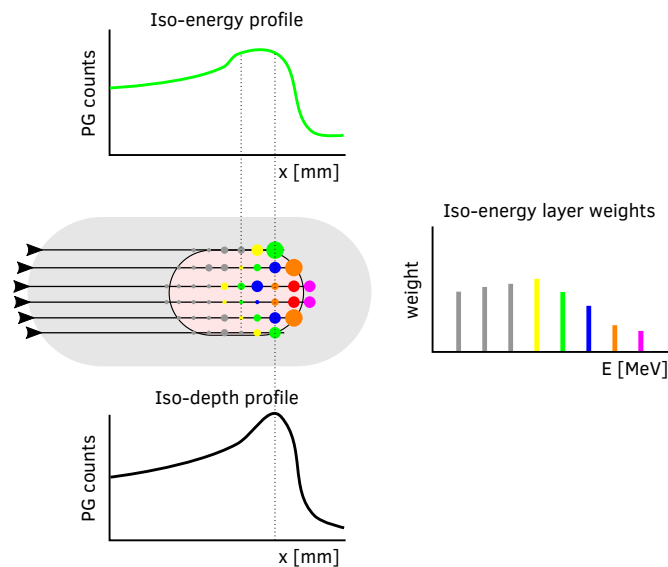 Iso-energy profile
PG counts
x [mm]
Iso-energy layer weights
weight
E [MeV]
Iso-depth profile
PG counts
x [mm]